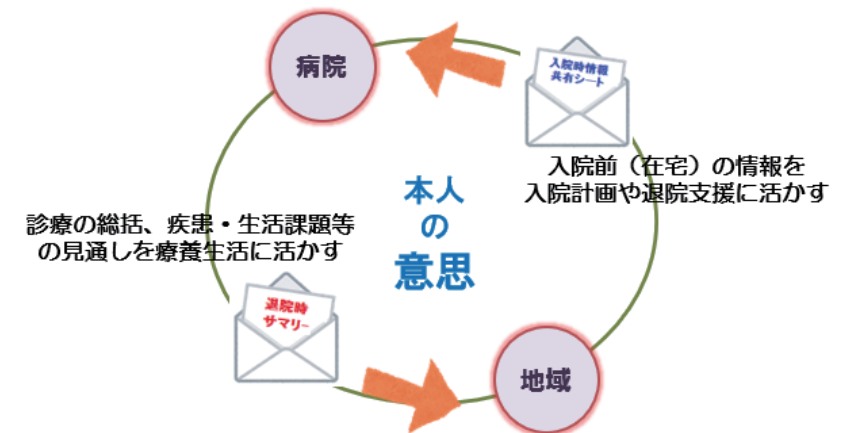 病院
入院時情報
共有シート
入院前（在宅）の情報を
入院計画や退院支援に活かす
本人
の
意思
診療の総括、疾患・生活課題等
の見通しを療養生活に活かす
退院時
サマリー
地域